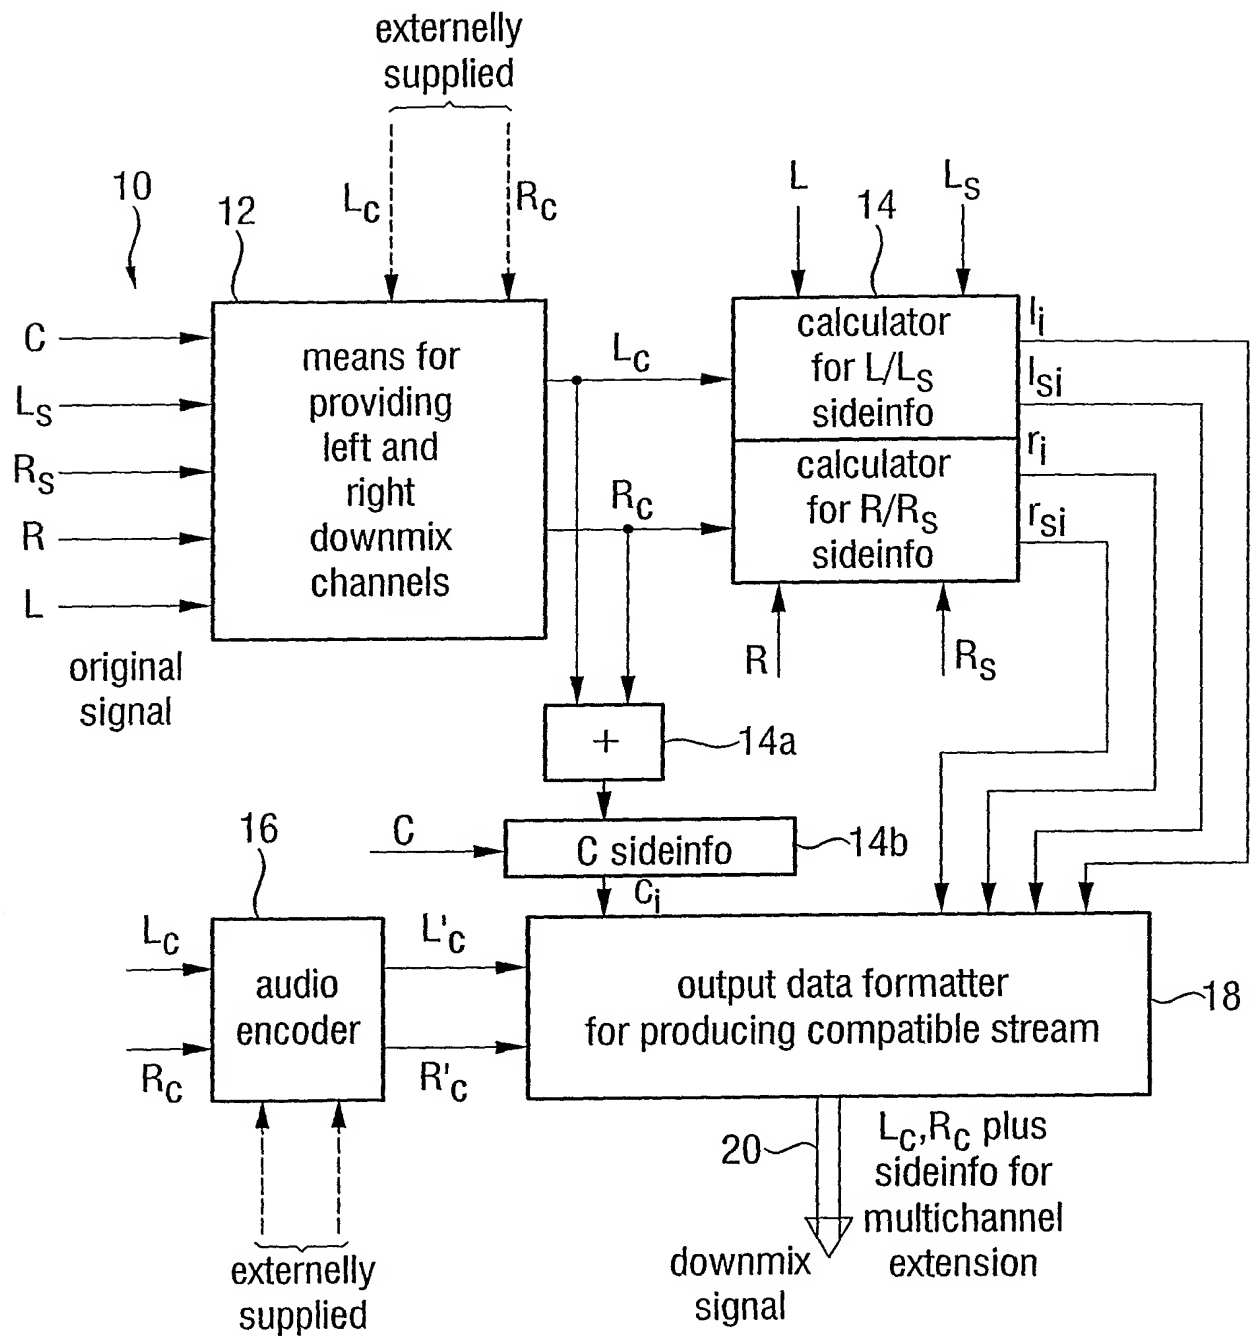 externelly
supplied
10
12
Lc
Rc
L
Ls
14
C
Ls
Rs
R
L
original
signal
means for
providing
left and
right
downmix
channels
Lc
Rc
calculator
for L/Ls
sideinfo
calculator
for R/Rs
sideinfo
li
lsi
ri
rsi
R
Rs
+
14a
C
C sideinfo
14b
ci
16
Lc
Rc
audio
encoder
L'c
R'c
output data formatter
for producing compatible stream
18
externelly
supplied
20
Lc,Rc plus
sideinfo for
multichannel
extension
downmix
signal